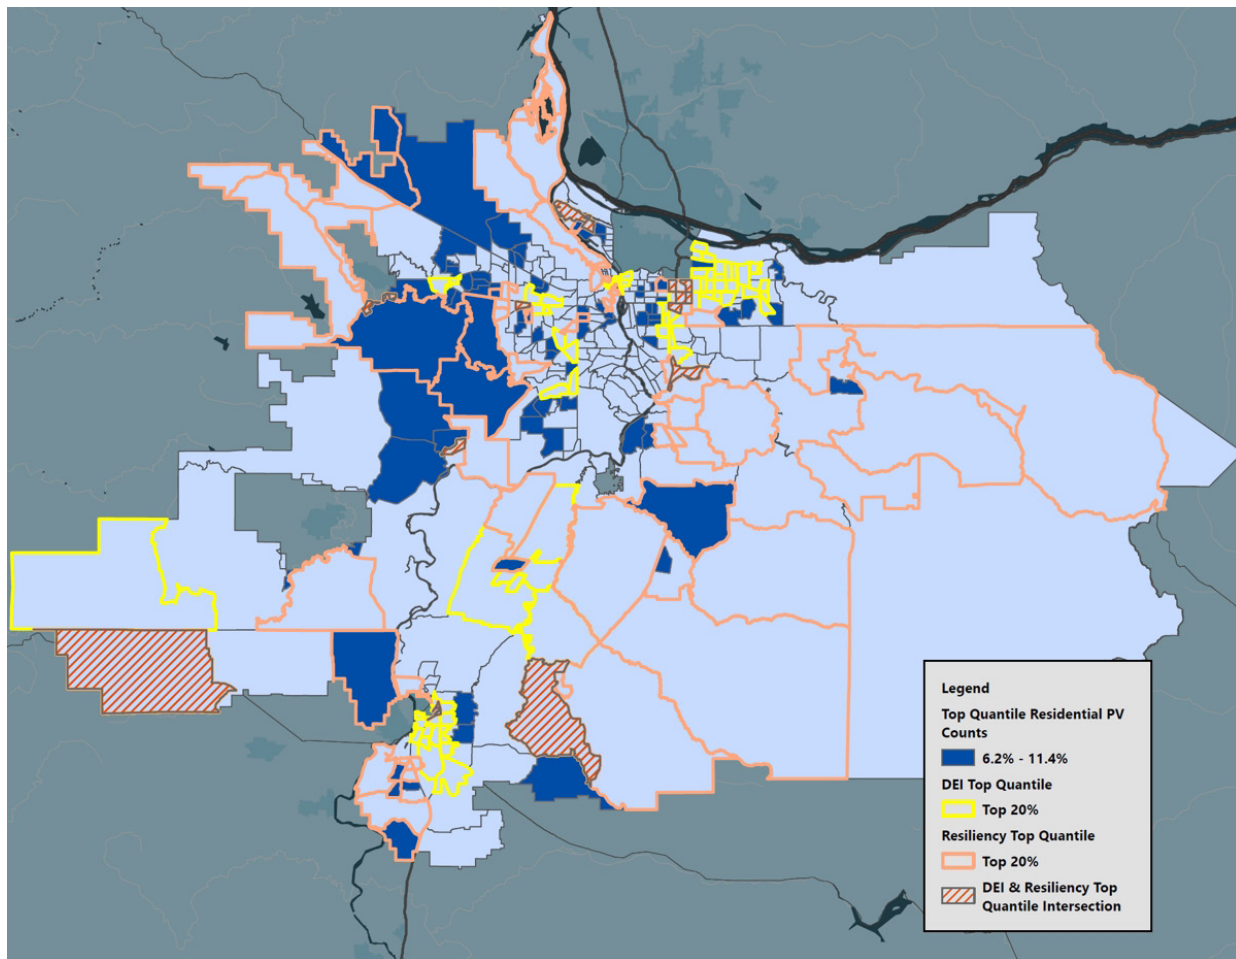 Legend
Top Quantile Residential PV
Counts
6.2% - 11.4%
DEI Top Quantile
Top 20%
Resiliency Top Quantile
Top 20%
DEI & Resiliency Top
Quantile Intersection